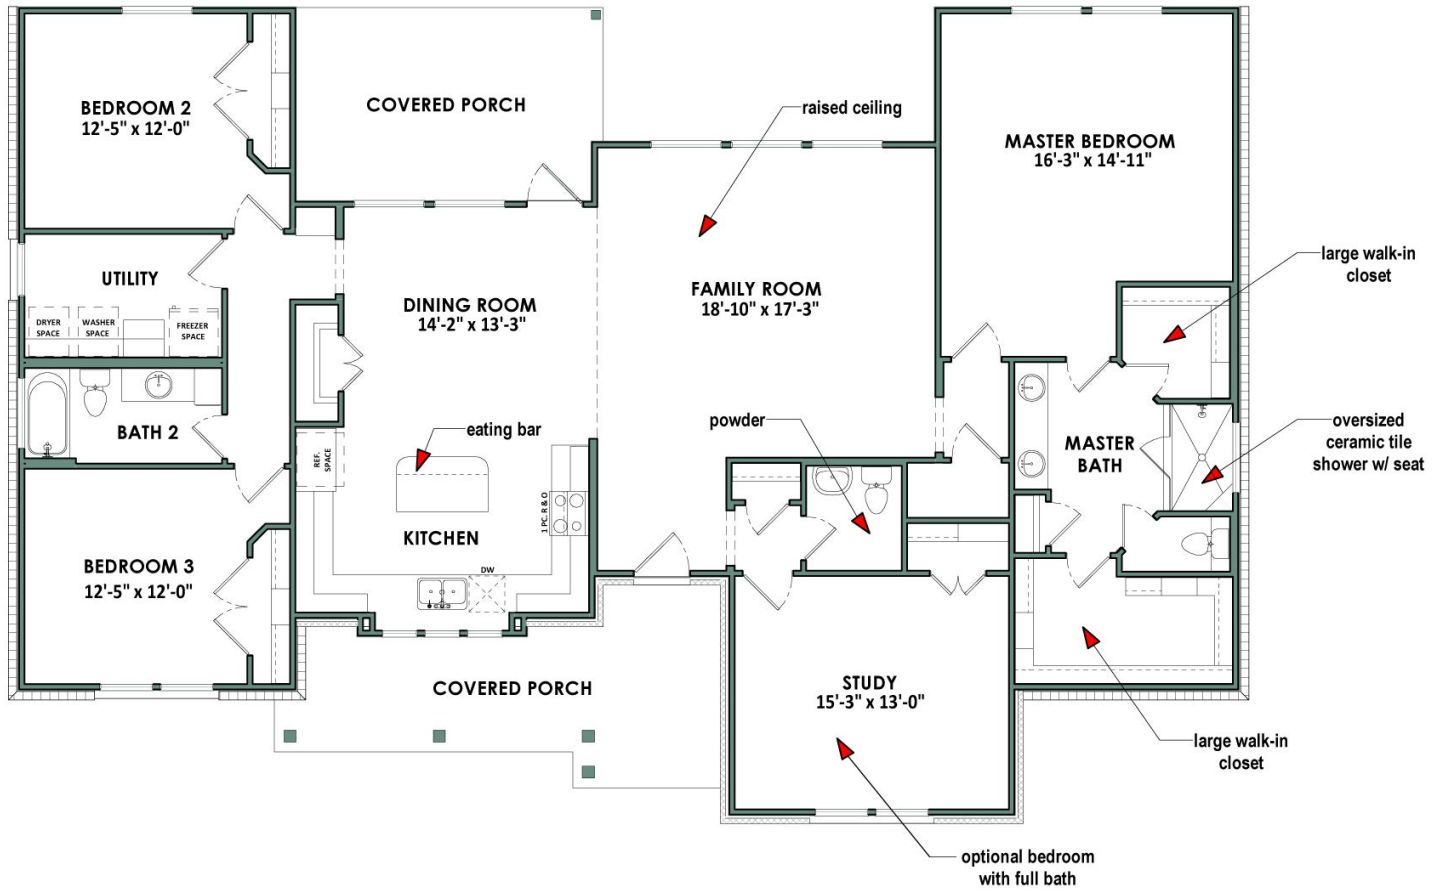 BEDROOM 2
12'-5" x 12'-0"
COVERED PORCH
raised ceiling
MASTER BEDROOM
16'-3" x 14'-11"
large walk-in
closet
UTILITY
DRYER
SPACE
WASHER
SPACE
FREEZER
SPACE
DINING ROOM
14'-2" x 13'-3"
FAMILY ROOM
18'-10" x 17'-3"
BATH 2
eating bar
powder
MASTER
BATH
oversized
ceramic tile
shower w/ seat
REF.
SPACE
1 PC. R & O
KITCHEN
DW
BEDROOM 3
12'-5" x 12'-0"
COVERED PORCH
STUDY
15'-3" x 13'-0"
large walk-in
closet
optional bedroom
with full bath